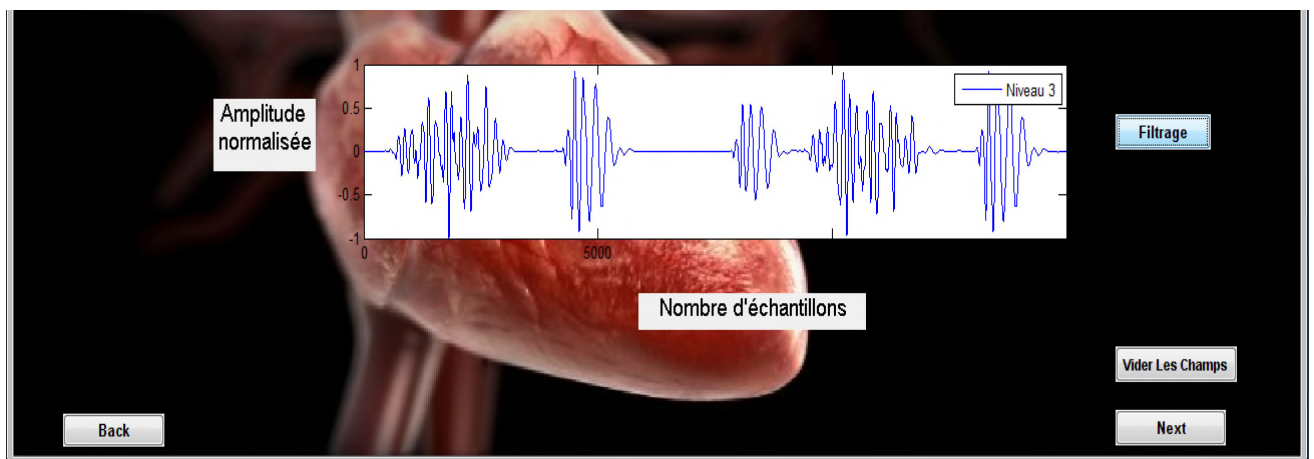 1
0.5
0
-0.5
-1
0
5000
Niveau 3
Amplitude
normalisée
Nombre d'échantillons
Filtrage
Vider Les Champs
Back
Next